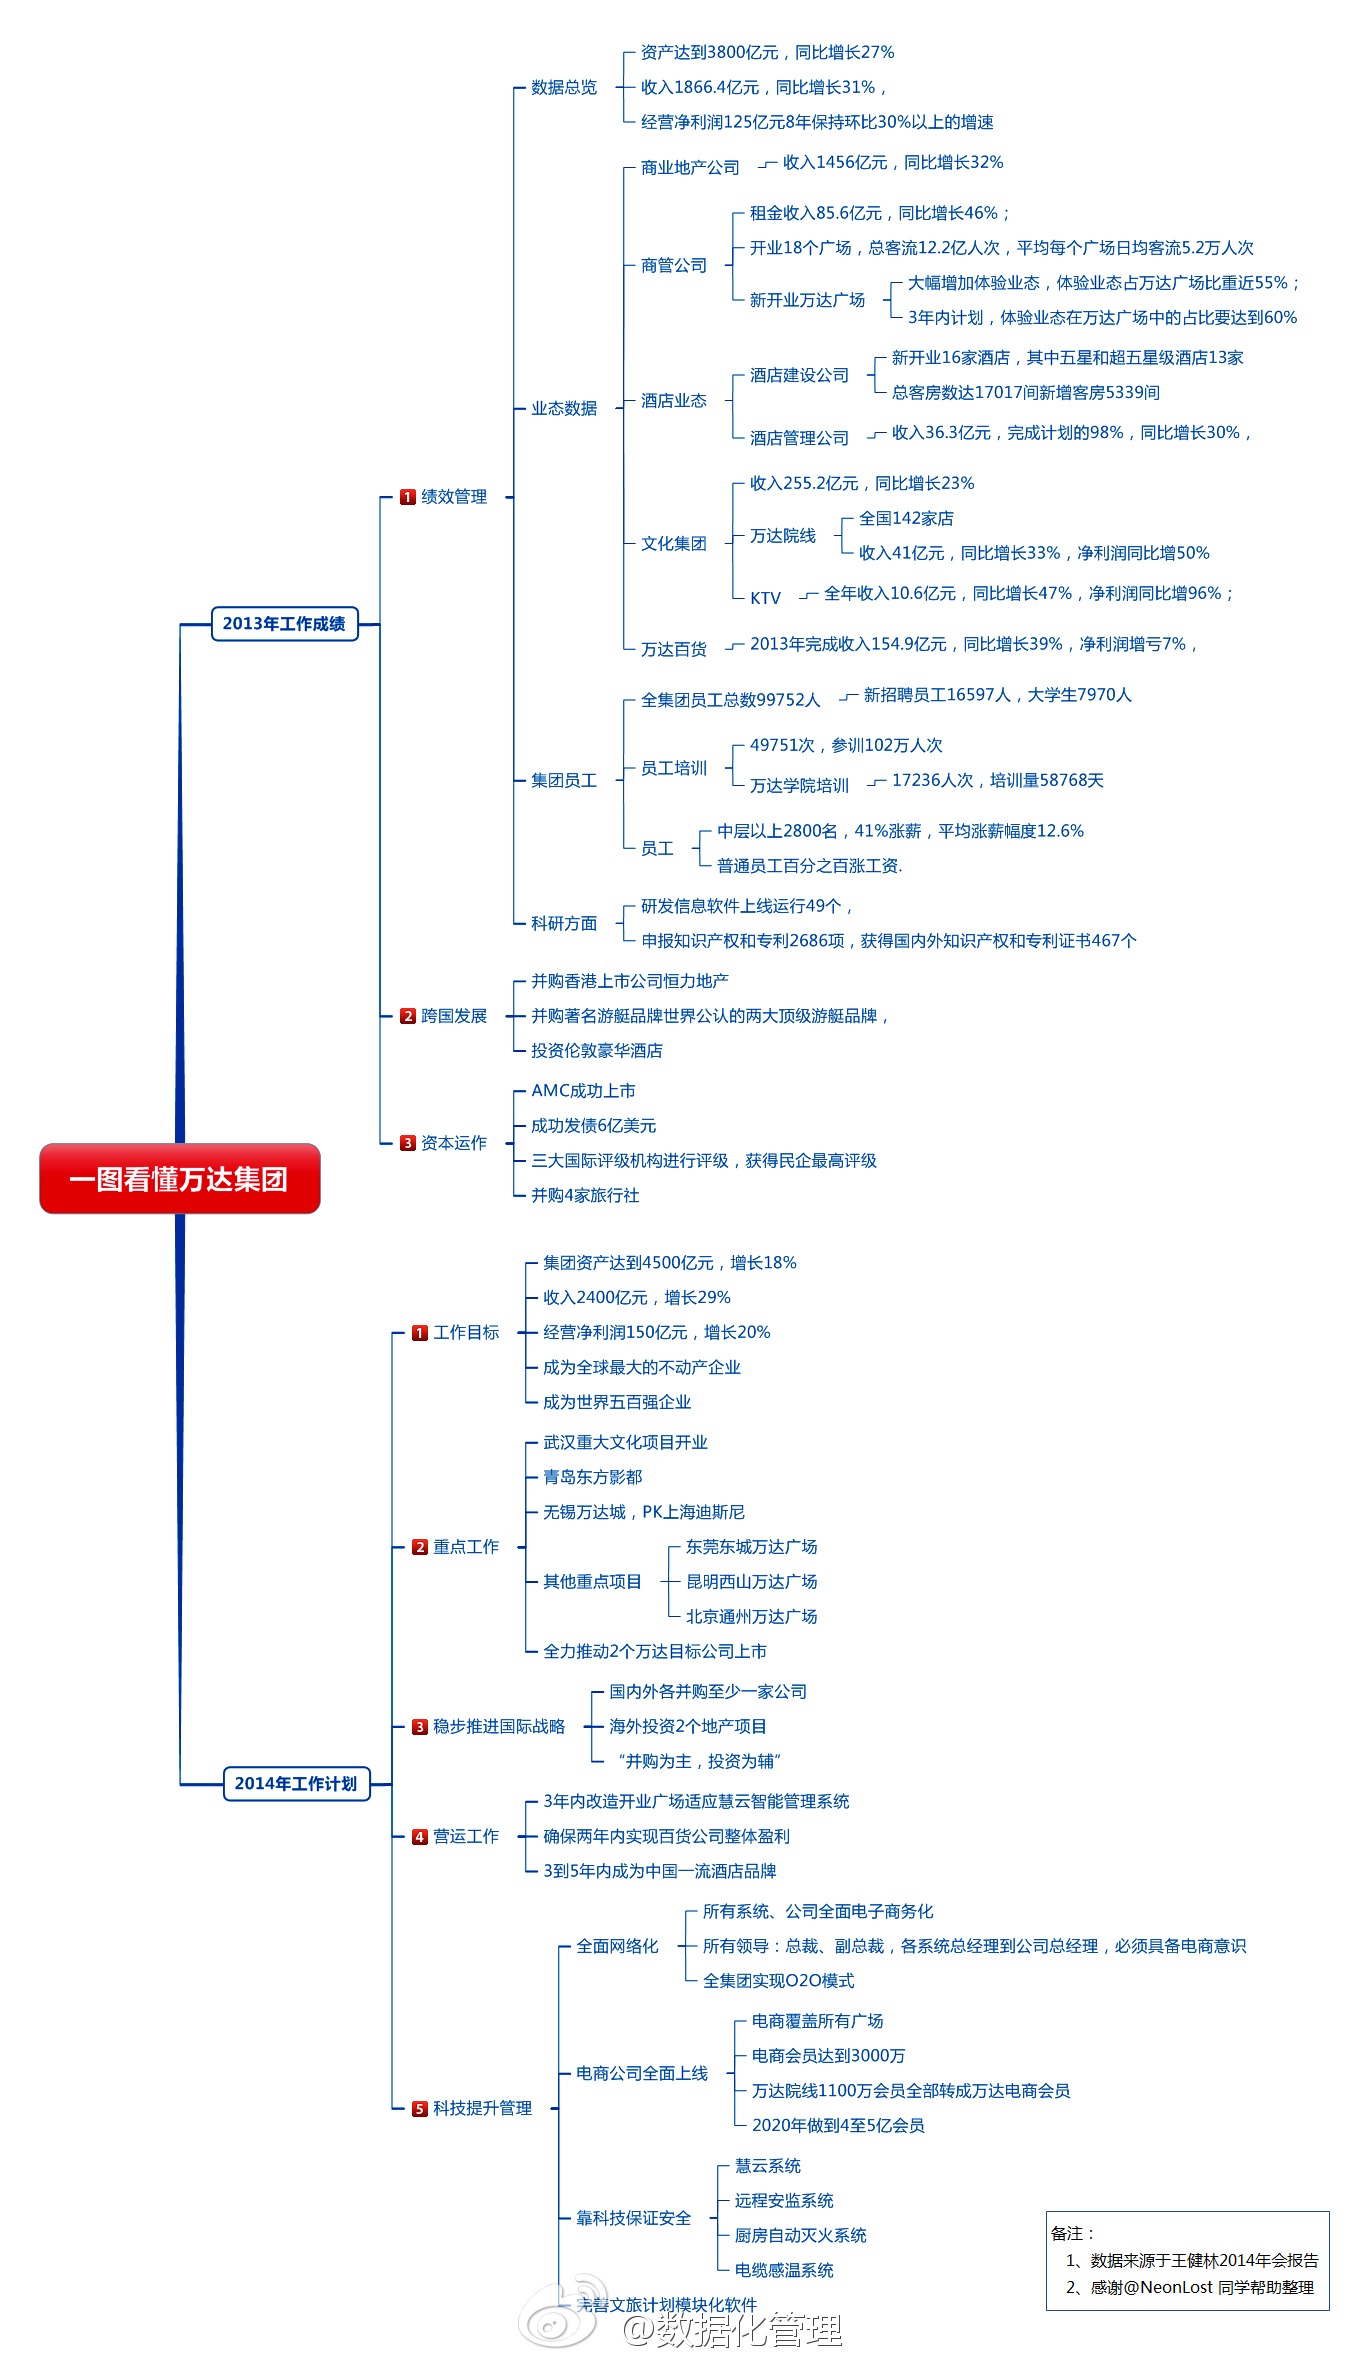 一图看懂万达集团
2013年工作成绩
1 绩效管理
数据总览
资产达到3800亿元，同比增长27%
收入1866.4亿元，同比增长31%，
经营净利润125亿元8年保持环比30%以上的增速
业态数据
商业地产公司
收入1456亿元，同比增长32%
商管公司
租金收入85.6亿元，同比增长46%；
开业18个广场，总客流12.2亿人次，平均每个广场日均客流5.2万人次
新开业万达广场
大幅增加体验业态，体验业态占万达广场比重近55%；
3年内计划，体验业态在万达广场中的占比要达到60%
酒店业态
酒店建设公司
新开业16家酒店，其中五星和超五星级酒店13家
总客房数达17017间新增客房5339间
酒店管理公司
收入36.3亿元，完成计划的98%，同比增长30%，
文化集团
收入255.2亿元，同比增长23%
万达院线
全国142家店
收入41亿元，同比增长33%，净利润同比增50%
KTV
全年收入10.6亿元，同比增长47%，净利润同比增96%；
万达百货
2013年完成收入154.9亿元，同比增长39%，净利润增亏7%，
集团员工
全集团员工总数99752人
新招聘员工16597人，大学生7970人
员工培训
49751次，参训102万人次
万达学院培训
17236人次，培训量58768天
员工
中层以上2800名，41%涨薪，平均涨薪幅度12.6%
普通员工百分之百涨工资.
科研方面
研发信息软件上线运行49个，
申报知识产权和专利2686项，获得国内外知识产权和专利证书467个
2 跨国发展
并购香港上市公司恒力地产
并购著名游艇品牌世界公认的两大顶级游艇品牌，
投资伦敦豪华酒店
3 资本运作
AMC成功上市
成功发债6亿美元
三大国际评级机构进行评级，获得民企最高评级
并购4家旅行社
2014年工作计划
1 工作目标
集团资产达到4500亿元，增长18%
收入2400亿元，增长29%
经营净利润150亿元，增长20%
成为全球最大的不动产企业
成为世界五百强企业
2 重点工作
武汉重大文化项目开业
青岛东方影都
无锡万达城，PK上海迪斯尼
其他重点项目
东莞东城万达广场
昆明西山万达广场
北京通州万达广场
全力推动2个万达目标公司上市
3 稳步推进国际战略
国内外各并购至少一家公司
海外投资2个地产项目
“并购为主，投资为辅”
4 营运工作
3年内改造开业广场适应慧云智能管理系统
确保两年内实现百货公司整体盈利
3到5年内成为中国一流酒店品牌
5 科技提升管理
全面网络化
所有系统、公司全面电子商务化
所有领导：总裁、副总裁，各系统总经理到公司总经理，必须具备电商意识
全集团实现O2O模式
电商公司全面上线
电商覆盖所有广场
电商会员达到3000万
万达院线1100万会员全部转成万达电商会员
2020年做到4至5亿会员
靠科技保证安全
慧云系统
远程安监系统
厨房自动灭火系统
电缆感温系统
完善文旅计划模块化软件
备注：
1、数据来源于王健林2014年会报告
2、感谢@NeonLost 同学帮助整理
@数据化管理